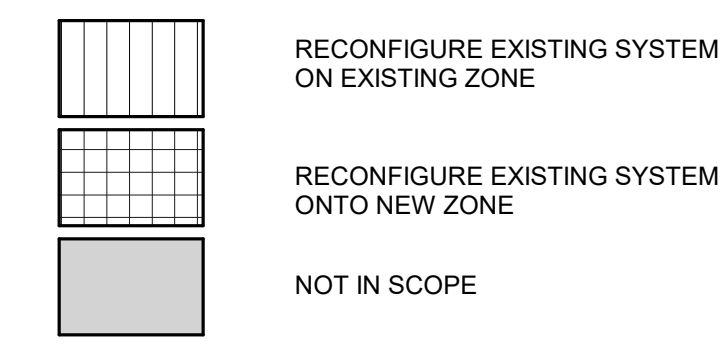 RECONFIGURE EXISTING SYSTEM
ON EXISTING ZONE
RECONFIGURE EXISTING SYSTEM
ONTO NEW ZONE
NOT IN SCOPE